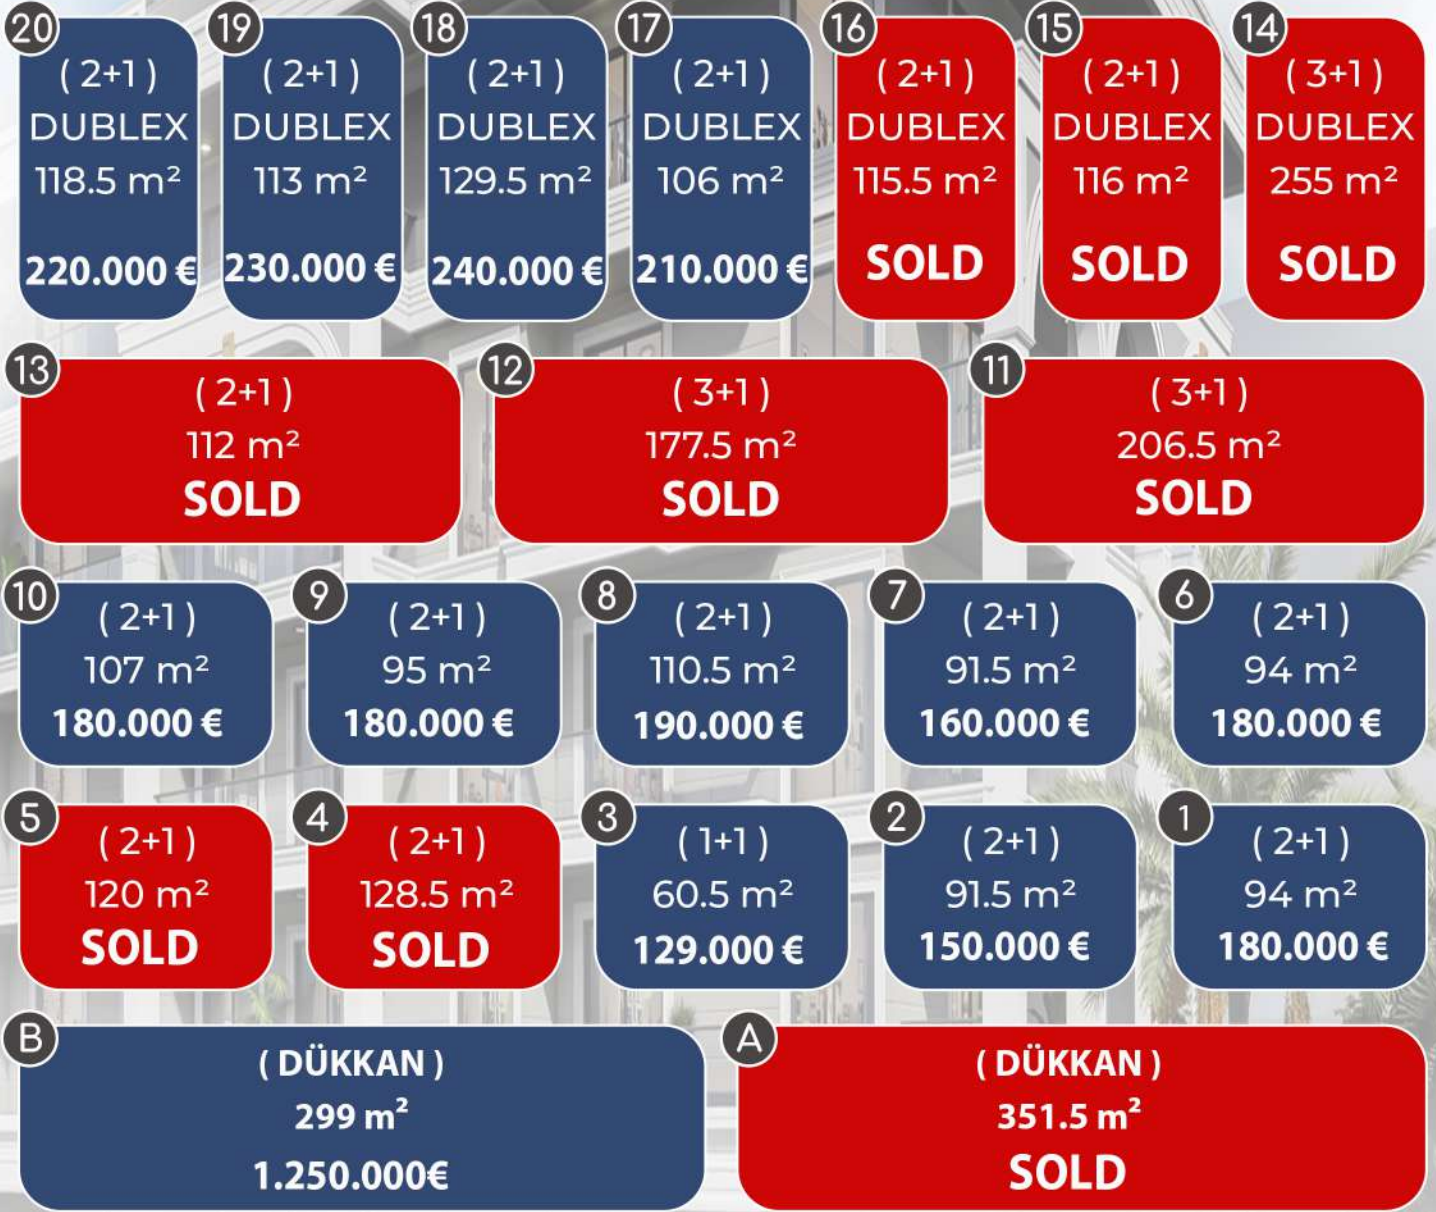 20
( 2+1 )
DUBLEX
118.5 m²
220.000 €
19
( 2+1 )
DUBLEX
113 m²
230.000 €
18
( 2+1 )
DUBLEX
129.5 m²
240.000 €
17
( 2+1 )
DUBLEX
106 m²
210.000 €
16
( 2+1 )
DUBLEX
115.5 m²
SOLD
15
( 2+1 )
DUBLEX
116 m²
SOLD
14
( 3+1 )
DUBLEX
255 m²
SOLD
13
( 2+1 )
112 m²
SOLD
12
( 3+1 )
177.5 m²
SOLD
11
( 3+1 )
206.5 m²
SOLD
10
( 2+1 )
107 m²
180.000 €
9
( 2+1 )
95 m²
180.000 €
8
( 2+1 )
110.5 m²
190.000 €
7
( 2+1 )
91.5 m²
160.000 €
6
( 2+1 )
94 m²
180.000 €
5
( 2+1 )
120 m²
SOLD
4
( 2+1 )
128.5 m²
SOLD
3
( 1+1 )
60.5 m²
129.000 €
2
( 2+1 )
91.5 m²
150.000 €
1
( 2+1 )
94 m²
180.000 €
B
( DÜKKAN )
299 m²
1.250.000€
A
( DÜKKAN )
351.5 m²
SOLD